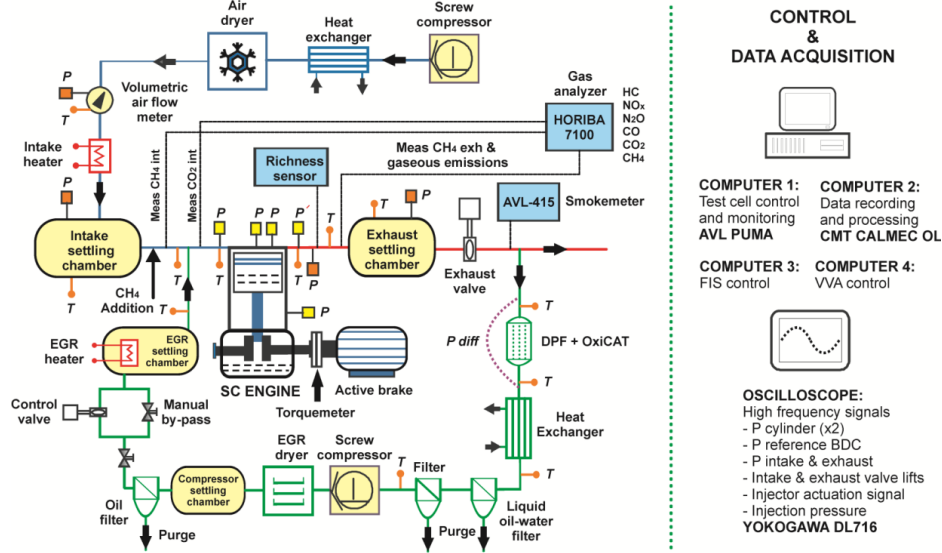 Air
dryer
Heat
exchanger
Screw
compressor
P
Volumetric
air flow
meter
T
Intake
heater
P
Intake
settling
chamber
T
Meas CH4 int
Meas CO2 int
Gas
analyzer
HORIBA
7100
HC
NOx
N2O
CO
CO2
CH4
Meas CH4 exh &
gaseous emissions
Richness
sensor
AVL-415
Smokemeter
P
P
P
P
T
T
T
T
P
T
P
P
T
Exhaust
settling
chamber
Exhaust
valve
CH4
Addition
T
EGR
settling
chamber
EGR
heater
SC ENGINE
Active brake
Torquemeter
T
P diff
DPF + OxiCAT
T
Heat
Exchanger
T
Control
valve
Manual
by-pass
Oil
filter
Purge
Compressor
settling
chamber
EGR
dryer
Screw
compressor
T
Filter
Purge
Liquid
oil-water
filter
CONTROL
&
DATA ACQUISITION
COMPUTER 1:
Test cell control
and monitoring
AVL PUMA
COMPUTER 2:
Data recording
and processing
CMT CALMEC OL
COMPUTER 3:
FIS control
COMPUTER 4:
VVA control
OSCILLOSCOPE:
High frequency signals
- P cylinder (x2)
- P reference BDC
- P intake & exhaust
- Intake & exhaust valve lifts
- Injector actuation signal
- Injection pressure
YOKOGAWA DL716